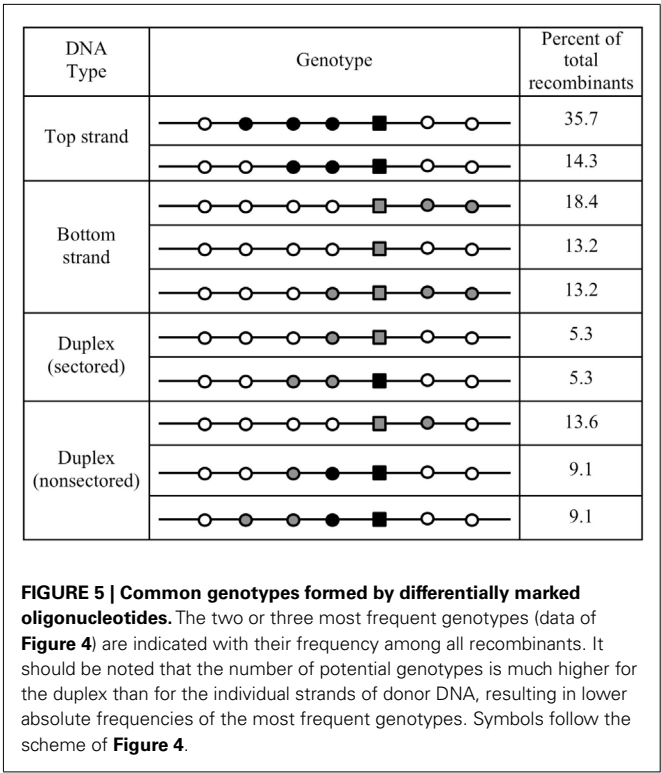 DNA Type
Genotype
Percent of total recombinants
Top strand
35.7
14.3
Bottom strand
18.4
13.2
13.2
Duplex (sectored)
5.3
5.3
Duplex (nonsectored)
13.6
9.1
9.1
FIGURE 5 | Common genotypes formed by differentially marked
oligonucleotides. The two or three most frequent genotypes (data of
Figure 4) are indicated with their frequency among all recombinants. It
should be noted that the number of potential genotypes is much higher for
the duplex than for the individual strands of donor DNA, resulting in lower
absolute frequencies of the most frequent genotypes. Symbols follow the
scheme of Figure 4.